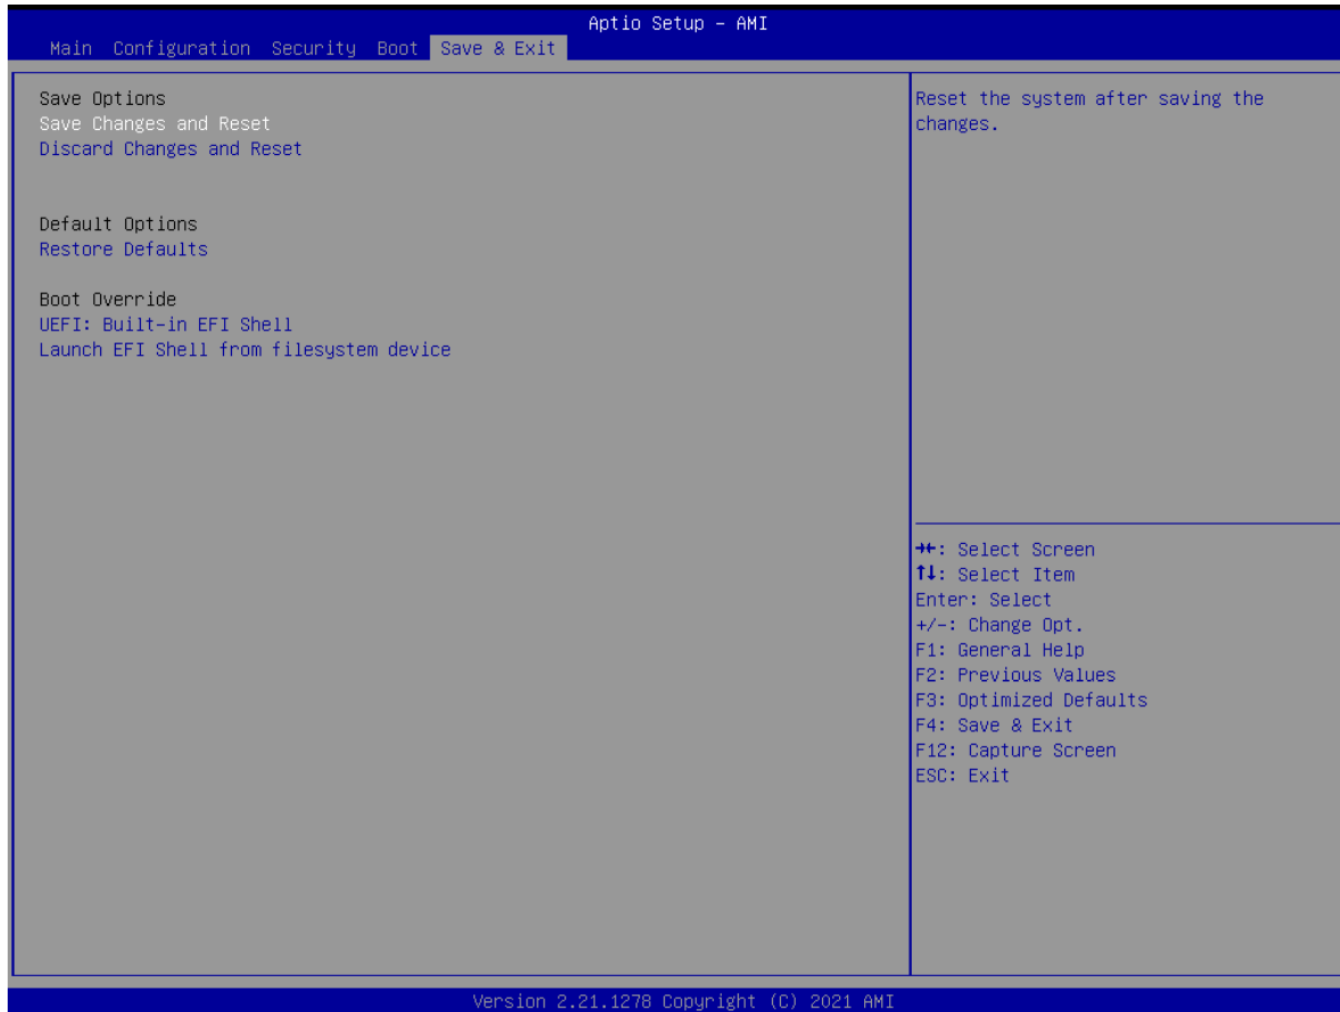 Aptio Setup – AMI
Main Configuration Security Boot Save & Exit
Save Options
Save Changes and Reset
Discard Changes and Reset
Default Options
Restore Defaults
Boot Override
UEFI: Built-in EFI Shell
Launch EFI Shell from filesystem device
Reset the system after saving the
changes.
→←: Select Screen
↑↓: Select Item
Enter: Select
+/-: Change Opt.
F1: General Help
F2: Previous Values
F3: Optimized Defaults
F4: Save & Exit
F12: Capture Screen
ESC: Exit
Version 2.21.1278 Copyright (C) 2021 AMI